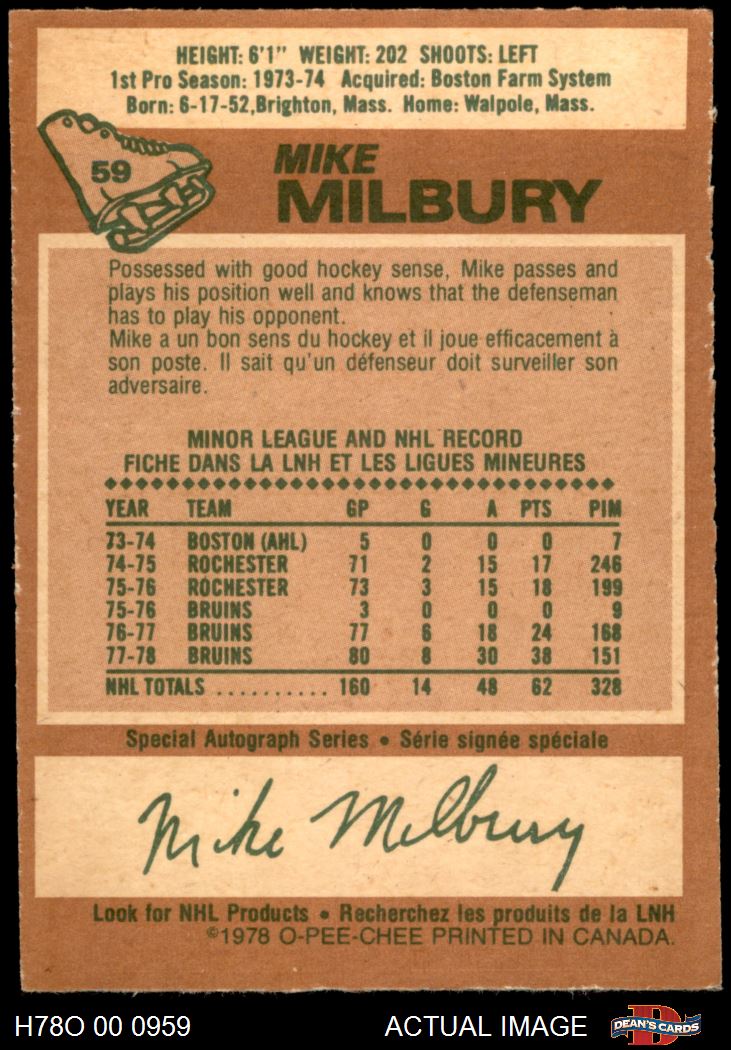 HEIGHT: 6'1" WEIGHT: 202 SHOOTS: LEFT
1st Pro Season: 1973-74 Acquired: Boston Farm System
Born: 6-17-52, Brighton, Mass. Home: Walpole, Mass.
59
MIKE
MILBURY
Possessed with good hockey sense, Mike passes and
plays his position well and knows that the defenseman
has to play his opponent.
Mike a un bon sens du hockey et il joue efficacement à
son poste. Il sait qu'un défenseur doit surveiller son
adversaire.
MINOR LEAGUE AND NHL RECORD
FICHE DANS LA LNH ET LES LIGUES MINEURES
YEAR TEAM GP G A PTS PIM
73-74 BOSTON (AHL) 5 0 0 0 7
74-75 ROCHESTER 71 2 15 17 246
75-76 ROCHESTER 73 3 15 18 199
75-76 BRUINS 3 0 0 0 9
76-77 BRUINS 77 6 18 24 168
77-78 BRUINS 80 8 30 38 151
NHL TOTALS .......... 160 14 48 62 328
Special Autograph Series • Série signée spéciale
Mike Milbury
Look for NHL Products • Recherchez les produits de la LNH
©1978 O-PEE-CHEE PRINTED IN CANADA.
H78O 00 0959 ACTUAL IMAGE D DEAN'S CARDS